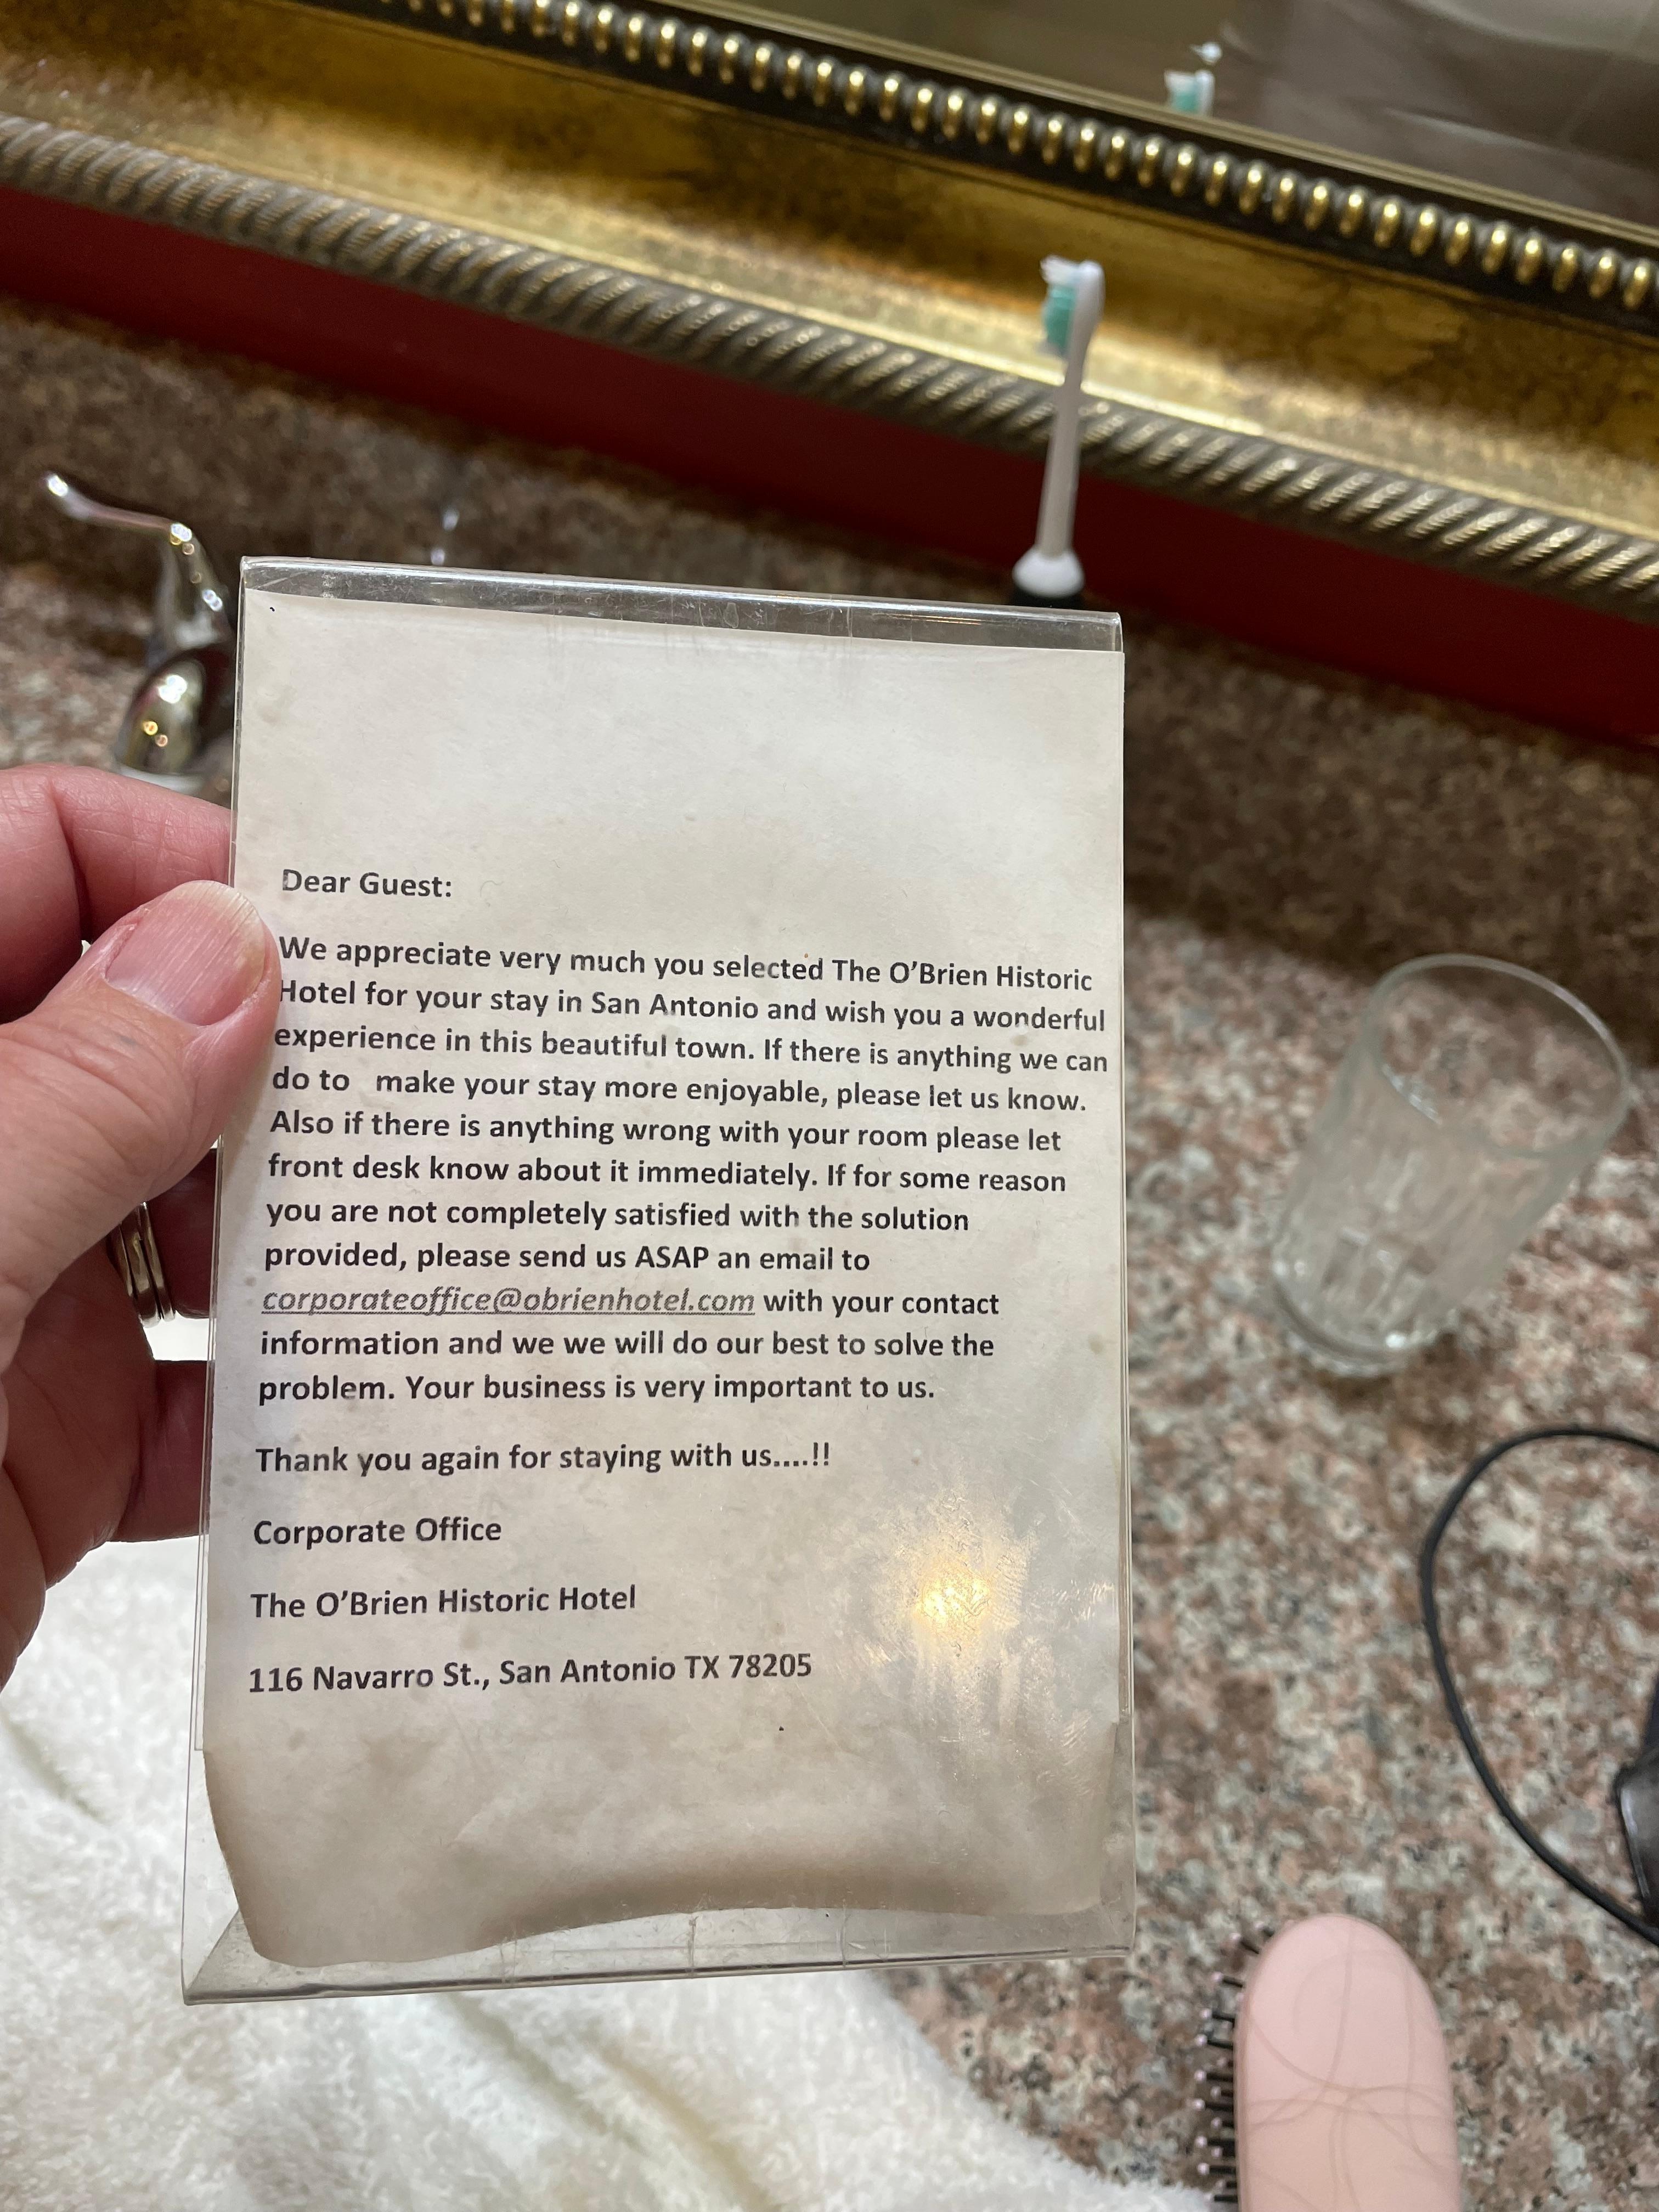 Dear Guest:
We appreciate very much you selected The O'Brien Historic
Hotel for your stay in San Antonio and wish you a wonderful
experience in this beautiful town. If there is anything we can
do to   make your stay more enjoyable, please let us know.
Also if there is anything wrong with your room please let
front desk know about it immediately. If for some reason
you are not completely satisfied with the solution
provided, please send us ASAP an email to
corporateoffice@obrienhotel.com with your contact
information and we we will do our best to solve the
problem. Your business is very important to us.
Thank you again for staying with us....!!
Corporate Office
The O'Brien Historic Hotel
116 Navarro St., San Antonio TX 78205